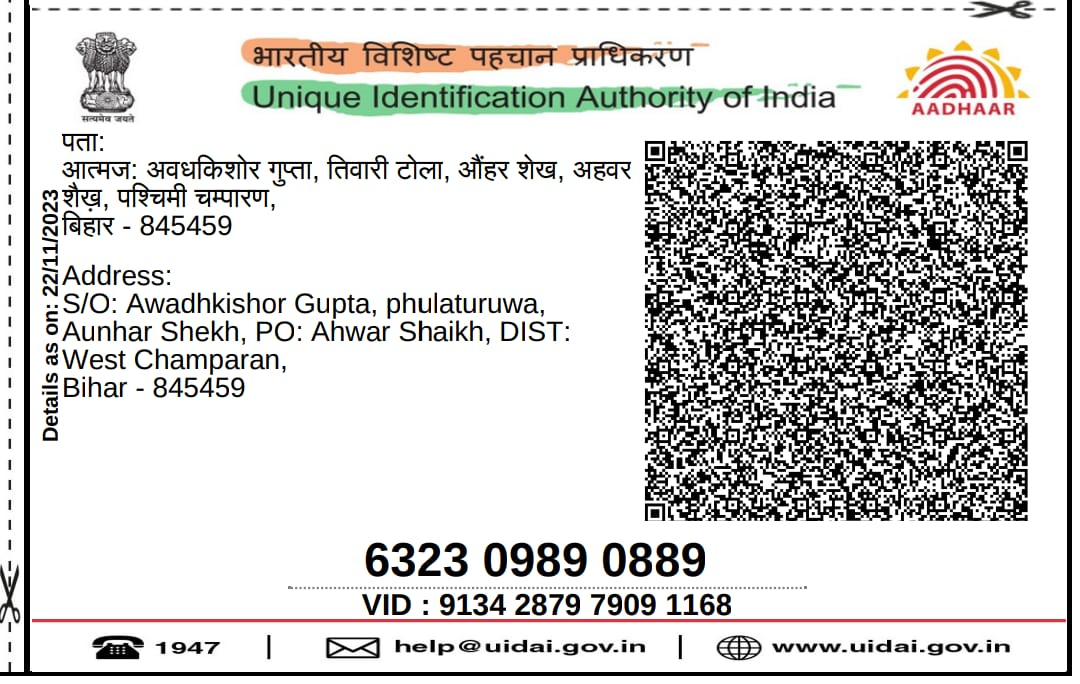 भारतीय विशिष्ट पहचान प्राधिकरण
Unique Identification Authority of India
सत्यमेव जयते
AADHAAR
पता:
आत्मज: अवधकिशोर गुप्ता, तिवारी टोला, औंहर शेख, अहवर
शैख़, पश्चिमी चम्पारण,
बिहार - 845459
Details as on: 22/11/2023
Address:
S/O: Awadhkishor Gupta, phulaturuwa,
Aunhar Shekh, PO: Ahwar Shaikh, DIST:
West Champaran,
Bihar - 845459
6323 0989 0889
VID : 9134 2879 7909 1168
1947 | help@uidai.gov.in | www.uidai.gov.in